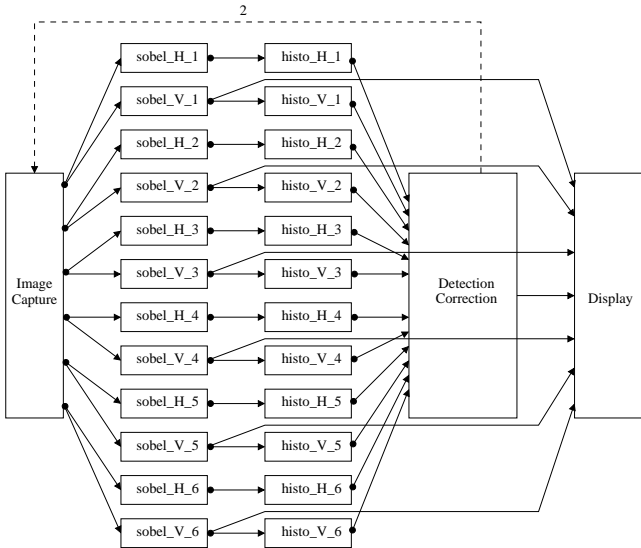 2
sobel_H_1
histo_H_1
sobel_V_1
histo_V_1
sobel_H_2
histo_H_2
sobel_V_2
histo_V_2
sobel_H_3
histo_H_3
Image
Capture
sobel_V_3
histo_V_3
Detection
Correction
Display
sobel_H_4
histo_H_4
sobel_V_4
histo_V_4
sobel_H_5
histo_H_5
sobel_V_5
histo_V_5
sobel_H_6
histo_H_6
sobel_V_6
histo_V_6